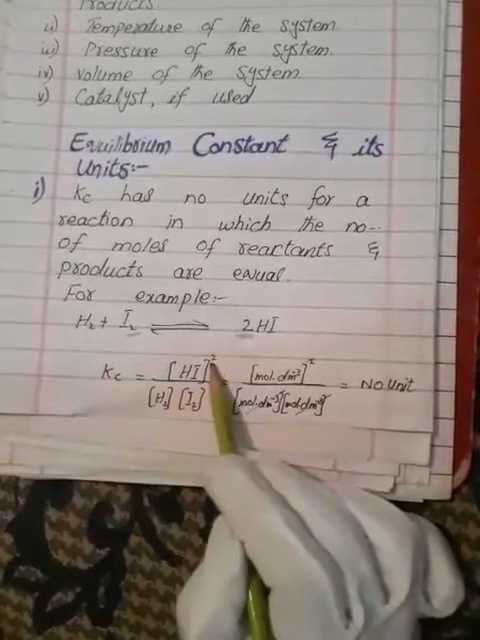 Products.
ii) Temperature of the system.
iii) Pressure of the system.
iv) Volume of the system
v) Catalyst, if used
Equilibrium Constant & its
Units:-
i) Kc has no units for a
reaction in which the no-
of moles of reactants &
products are equal.
For example:-
H₂ + I₂ ⇌ 2HI
Kc = [HI]² / [H₂] [I₂] = [mol.dm⁻³]² / [mol.dm⁻³][mol.dm⁻³] = No unit